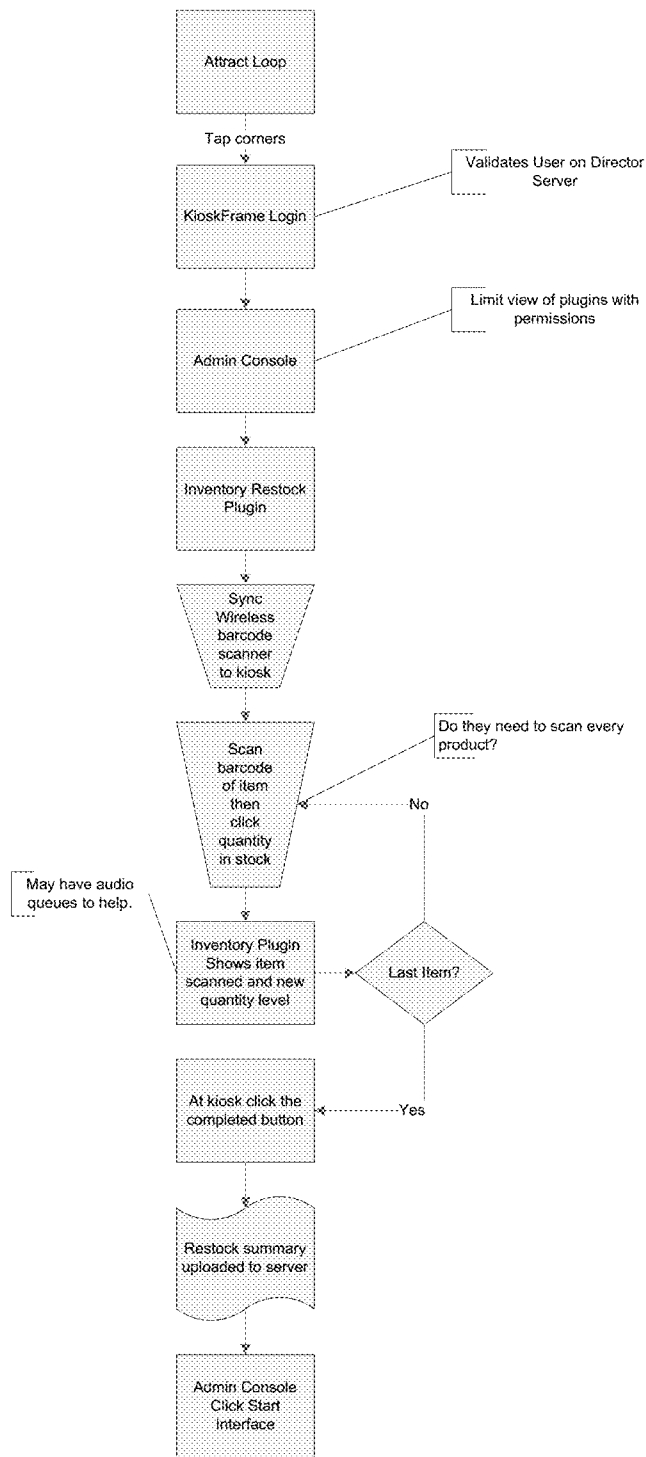 Attract Loop
Tap corners
Validates User on Director
Server
KioskFrame Login
Limit view of plugins with
permissions
Admin Console
Inventory Restock
Plugin
Sync
Wireless
barcode
scanner
to kiosk
Do they need to scan every
product?
Scan
barcode
of item
then
click
quantity
in stock
No
May have audio
queues to help.
Inventory Plugin
Shows item
scanned and new
quantity level
Last Item?
At kiosk click the
completed button
Yes
Restock summary
uploaded to server
Admin Console
Click Start
Interface